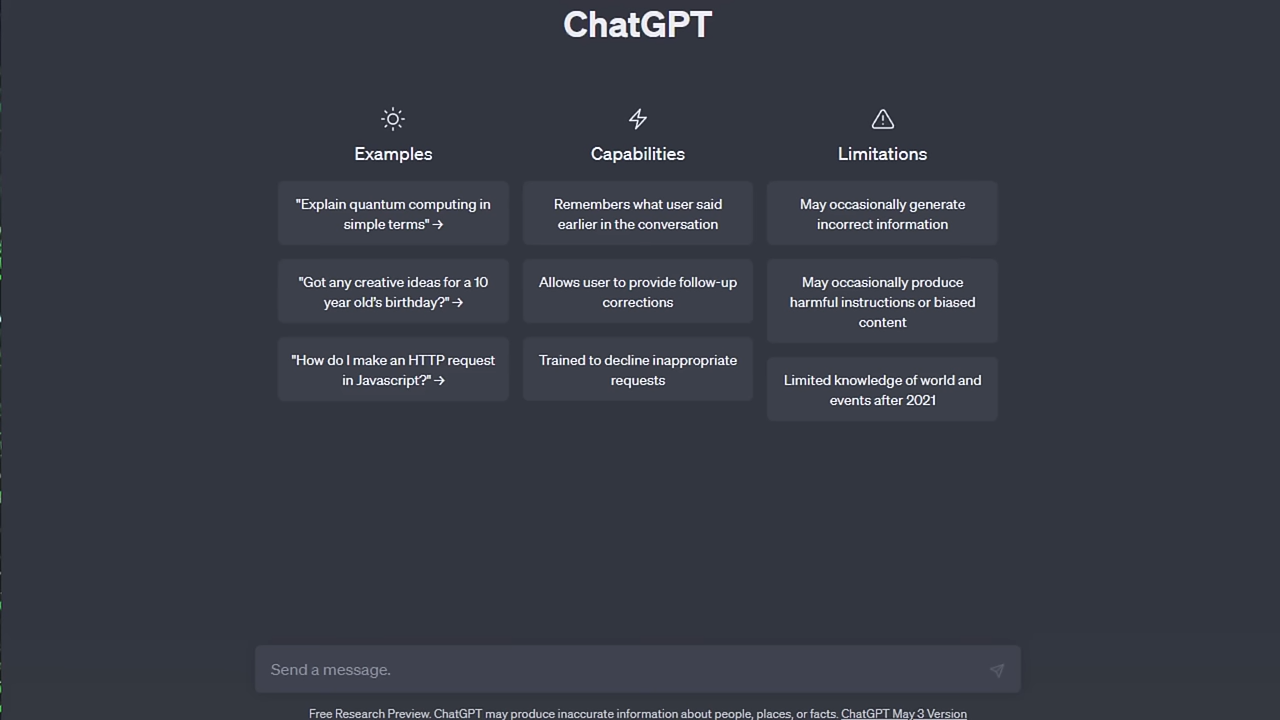 ChatGPT
Examples
"Explain quantum computing in
simple terms" →
"Got any creative ideas for a 10
year old's birthday?" →
"How do I make an HTTP request
in Javascript?" →
Capabilities
Remembers what user said
earlier in the conversation
Allows user to provide follow-up
corrections
Trained to decline inappropriate
requests
Limitations
May occasionally generate
incorrect information
May occasionally produce
harmful instructions or biased
content
Limited knowledge of world and
events after 2021
Send a message.
Free Research Preview. ChatGPT may produce inaccurate information about people, places, or facts. ChatGPT May 3 Version